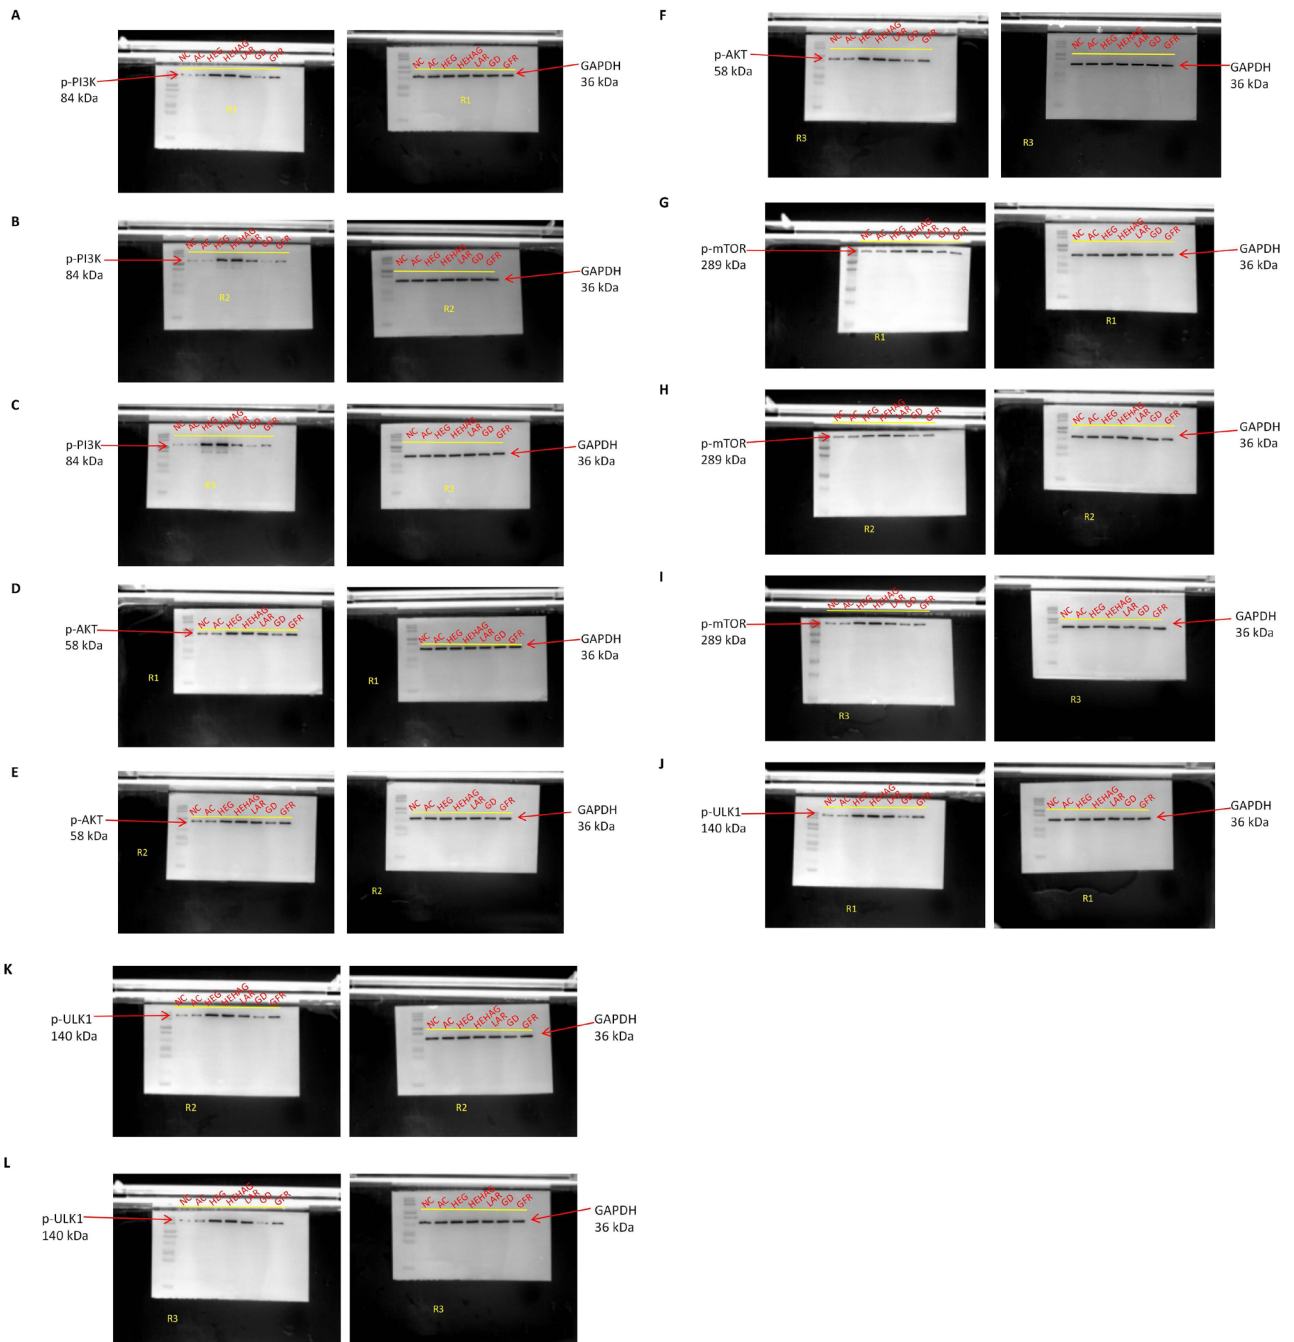 A
NC AC HEG HEHAG LAR GD GFR
p-PI3K
84 kDa
R1
NC AC HEG HEHAG LAR GD GFR
GAPDH
36 kDa
R1
B
NC AC HEG HEHAG LAR GD GFR
p-PI3K
84 kDa
R2
NC AC HEG HEHAG LAR GD GFR
GAPDH
36 kDa
R2
C
NC AC HEG HEHAG LAR GD GFR
p-PI3K
84 kDa
R3
NC AC HEG HEHAG LAR GD GFR
GAPDH
36 kDa
R3
D
NC AC HEG HEHAG LAR GD GFR
p-AKT
58 kDa
R1
NC AC HEG HEHAG LAR GD GFR
GAPDH
36 kDa
R1
E
NC AC HEG HEHAG LAR GD GFR
p-AKT
58 kDa
R2
NC AC HEG HEHAG LAR GD GFR
GAPDH
36 kDa
R2
F
NC AC HEG HEHAG LAR GD GFR
p-AKT
58 kDa
R3
NC AC HEG HEHAG LAR GD GFR
GAPDH
36 kDa
R3
G
NC AC HEG HEHAG LAR GD GFR
p-mTOR
289 kDa
R1
NC AC HEG HEHAG LAR GD GFR
GAPDH
36 kDa
R1
H
NC AC HEG HEHAG LAR GD GFR
p-mTOR
289 kDa
R2
NC AC HEG HEHAG LAR GD GFR
GAPDH
36 kDa
R2
I
NC AC HEG HEHAG LAR GD GFR
p-mTOR
289 kDa
R3
NC AC HEG HEHAG LAR GD GFR
GAPDH
36 kDa
R3
J
NC AC HEG HEHAG LAR GD GFR
p-ULK1
140 kDa
R1
NC AC HEG HEHAG LAR GD GFR
GAPDH
36 kDa
R1
K
NC AC HEG HEHAG LAR GD GFR
p-ULK1
140 kDa
R2
NC AC HEG HEHAG LAR GD GFR
GAPDH
36 kDa
R2
L
NC AC HEG HEHAG LAR GD GFR
p-ULK1
140 kDa
R3
NC AC HEG HEHAG LAR GD GFR
GAPDH
36 kDa
R3